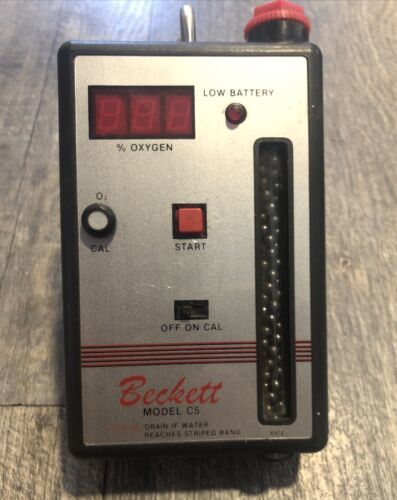 LOW BATTERY
% OXYGEN
O₂
CAL
START
OFF ON CAL
Beckett
MODEL C5
DRAIN IF WATER
REACHES STRIPED BAND